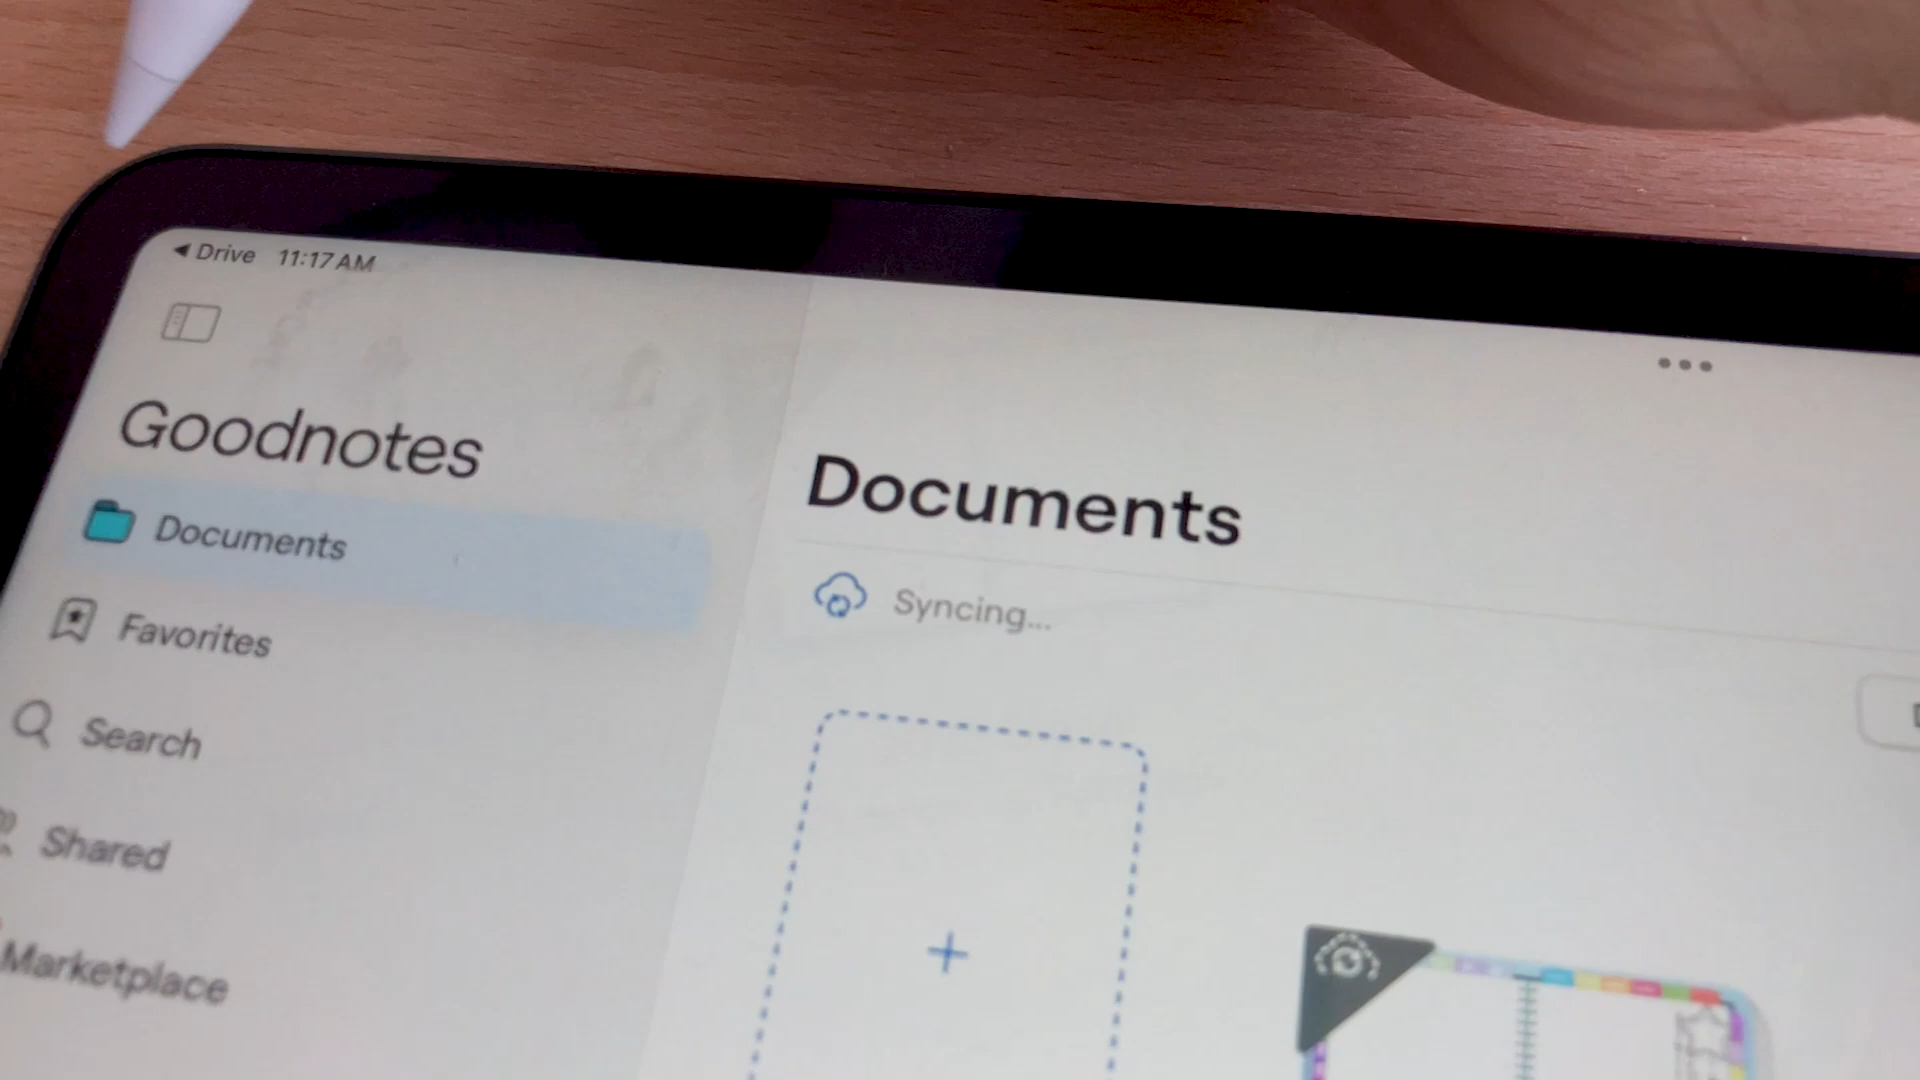 ◀ Drive 11:17 AM
Goodnotes
Documents
Favorites
Search
Shared
Marketplace
Documents
Syncing...